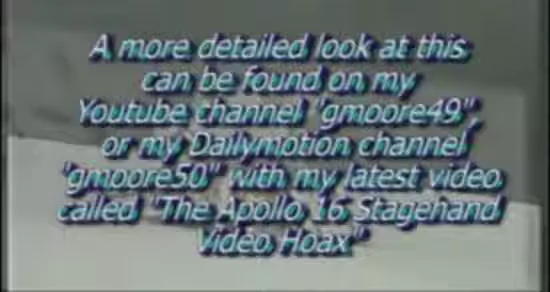 A more detailed look at this
can be found on my
Youtube channel "gmoore49",
or my Dailymotion channel
"gmoore50" with my latest video
called "The Apollo 16 Stagehand
Video Hoax"